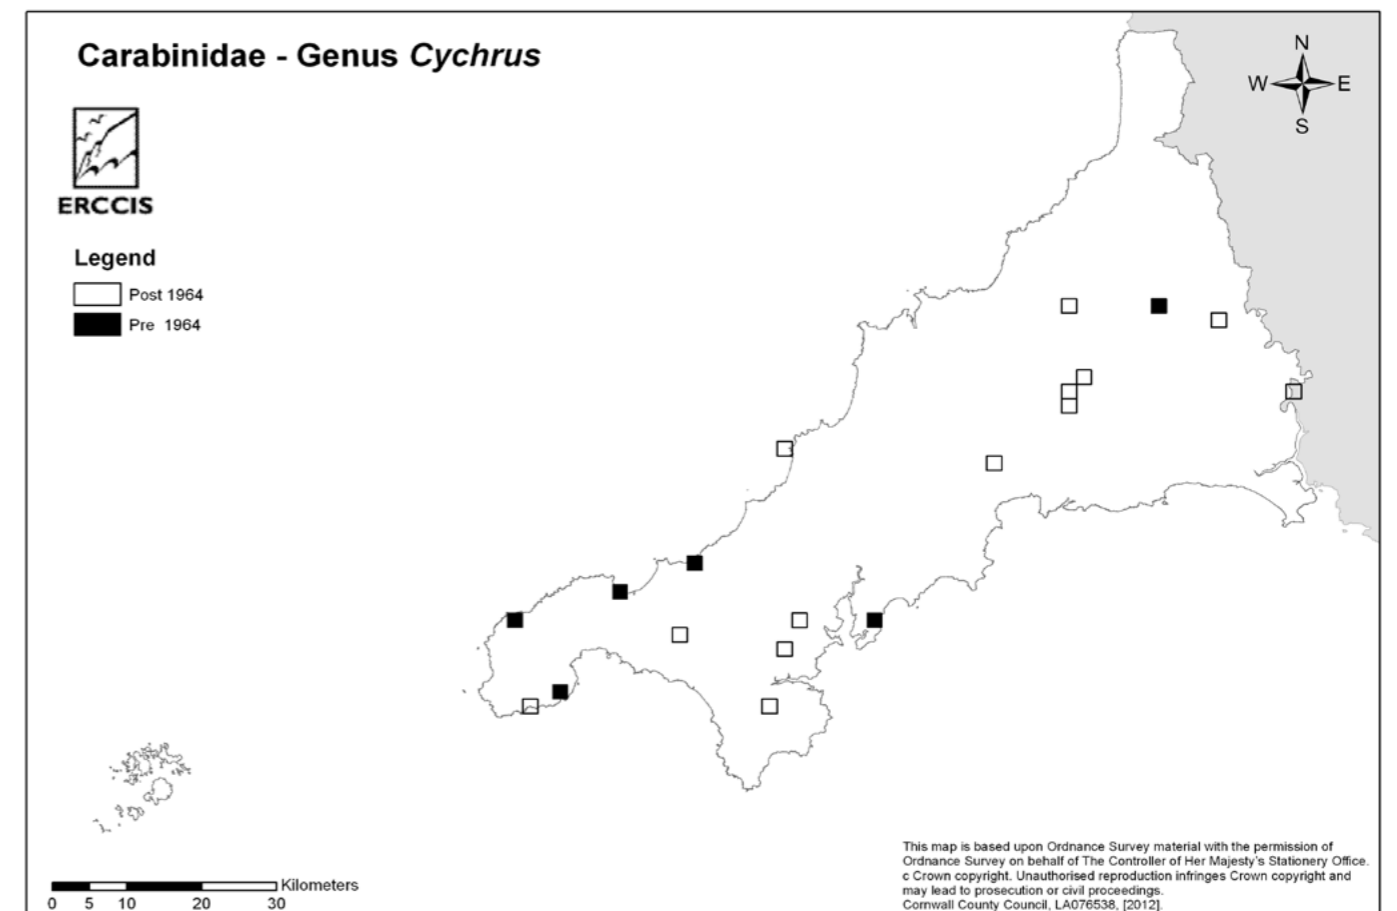 Carabinidae - Genus Cychrus
N
W E
S
ERCCIS
Legend
Post 1964
Pre 1964
Kilometers
0 5 10 20 30
This map is based upon Ordnance Survey material with the permission of
Ordnance Survey on behalf of The Controller of Her Majesty's Stationery Office.
c Crown copyright. Unauthorised reproduction infringes Crown copyright and
may lead to prosecution or civil proceedings.
Cornwall County Council, LA076538, [2012].